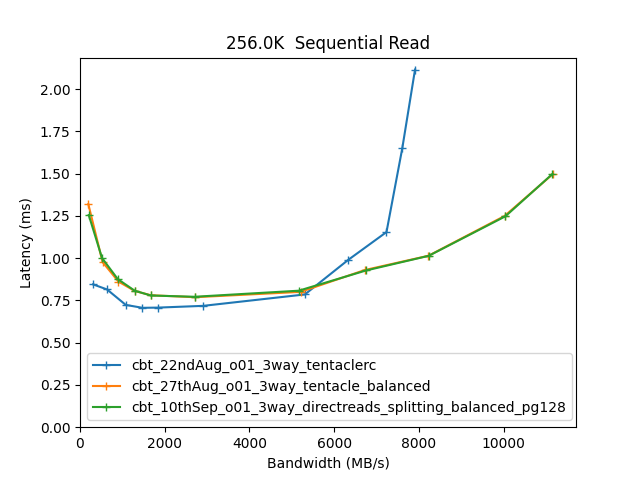 256.0K  Sequential Read
Latency (ms)
2.00
1.75
1.50
1.25
1.00
0.75
0.50
0.25
0.00
cbt_22ndAug_o01_3way_tentaclerc
cbt_27thAug_o01_3way_tentacle_balanced
cbt_10thSep_o01_3way_directreads_splitting_balanced_pg128
0 2000 4000 6000 8000 10000
Bandwidth (MB/s)